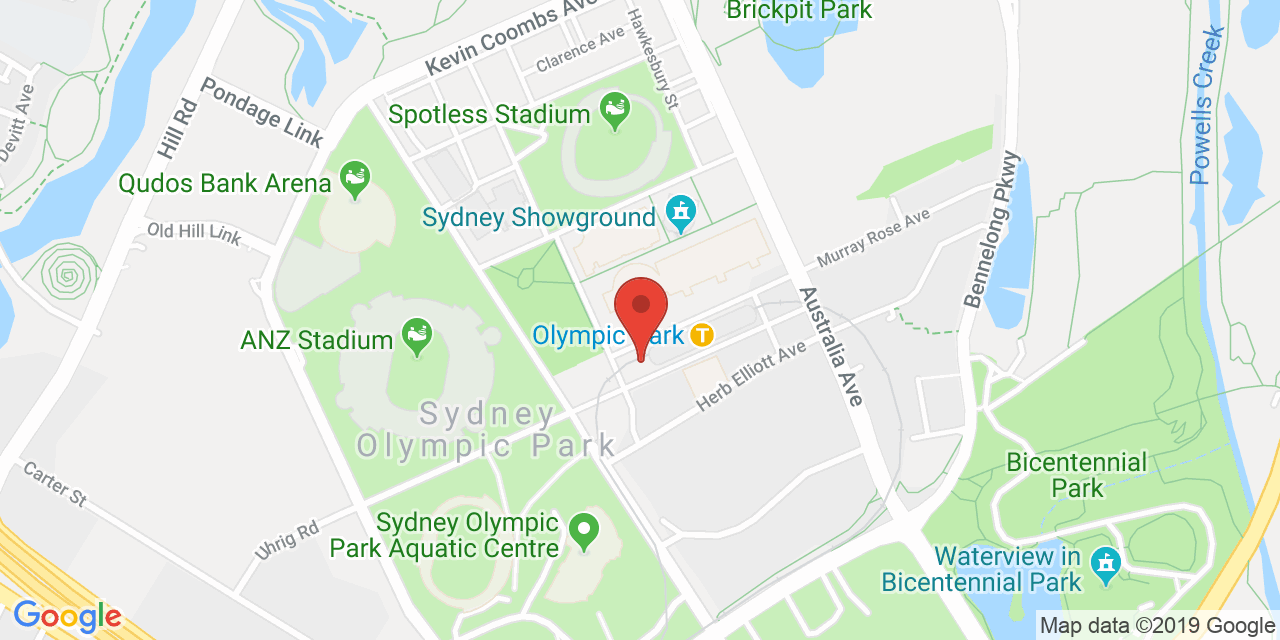 Brickpit Park
Kevin Coombs Ave
Clarence Ave
Hawkesbury St
Powells Creek
Devitt Ave
Hill Rd
Pondage Link
Spotless Stadium
Qudos Bank Arena
Old Hill Link
Sydney Showground
Murray Rose Ave
Bennelong Pkwy
ANZ Stadium
Olympic Park
T
Australia Ave
Herb Elliott Ave
Sydney
Olympic Park
Carter St
Uhrig Rd
Bicentennial
Park
Sydney Olympic
Park Aquatic Centre
Waterview in
Bicentennial Park
Google
Map data ©2019 Google